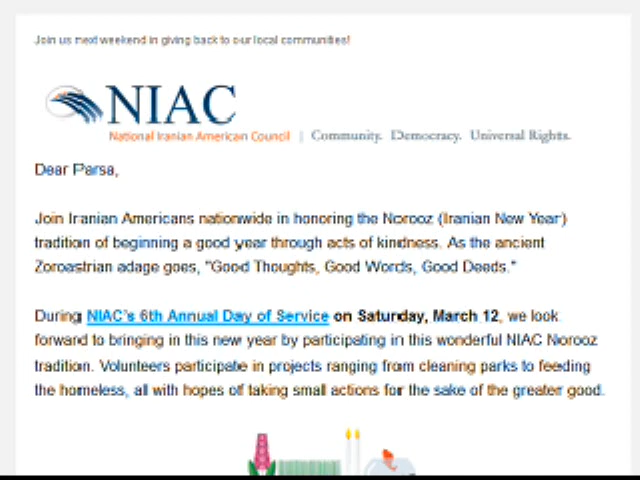 Join us next weekend in giving back to our local communities!
NIAC
National Iranian American Council | Community. Democracy. Universal Rights.
Dear Parsa,
Join Iranian Americans nationwide in honoring the Norooz (Iranian New Year)
tradition of beginning a good year through acts of kindness. As the ancient
Zoroastrian adage goes, "Good Thoughts, Good Words, Good Deeds."
During NIAC's 6th Annual Day of Service on Saturday, March 12, we look
forward to bringing in this new year by participating in this wonderful NIAC Norooz
tradition. Volunteers participate in projects ranging from cleaning parks to feeding
the homeless, all with hopes of taking small actions for the sake of the greater good.